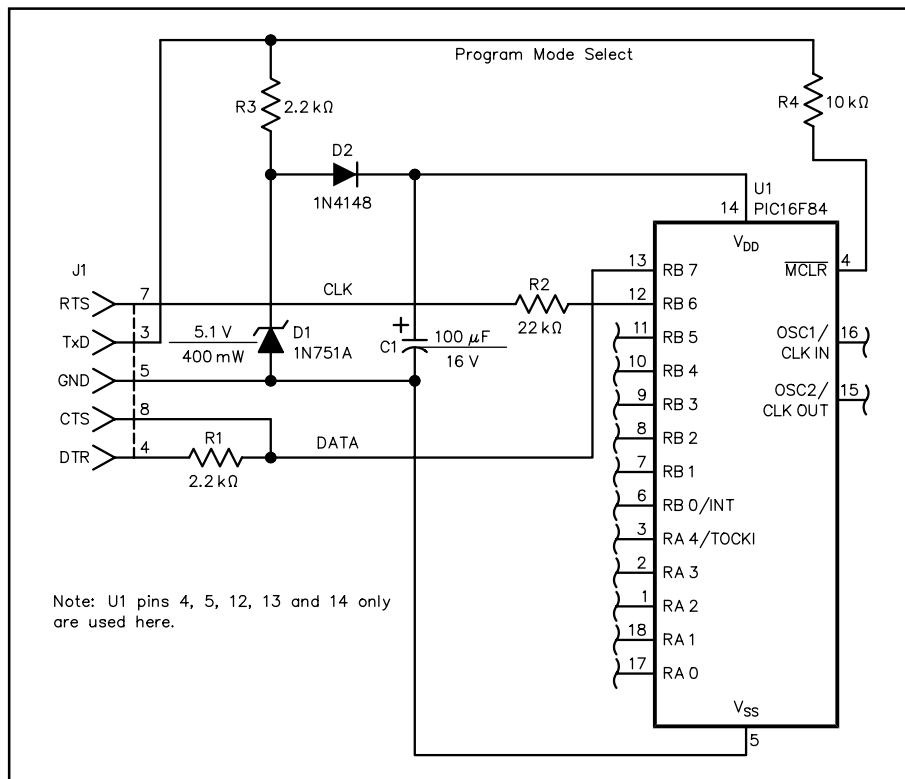 Program Mode Select
R3
2.2 kΩ
R4
10 kΩ
D2
1N4148
U1
PIC16F84
14
VDD
J1
RTS
7
CLK
R2
22 kΩ
13
RB 7
MCLR
4
12
RB 6
TxD
3
5.1 V
400 mW
D1
1N751A
+
C1
100 μF
16 V
11
RB 5
OSC1/
CLK IN
16
GND
5
10
RB 4
9
RB 3
OSC2/
CLK OUT
15
CTS
8
8
RB 2
DTR
4
R1
2.2 kΩ
DATA
7
RB 1
6
RB 0/INT
3
RA 4/TOCKI
2
RA 3
1
RA 2
18
RA 1
17
RA 0
Note: U1 pins 4, 5, 12, 13 and 14 only
are used here.
VSS
5